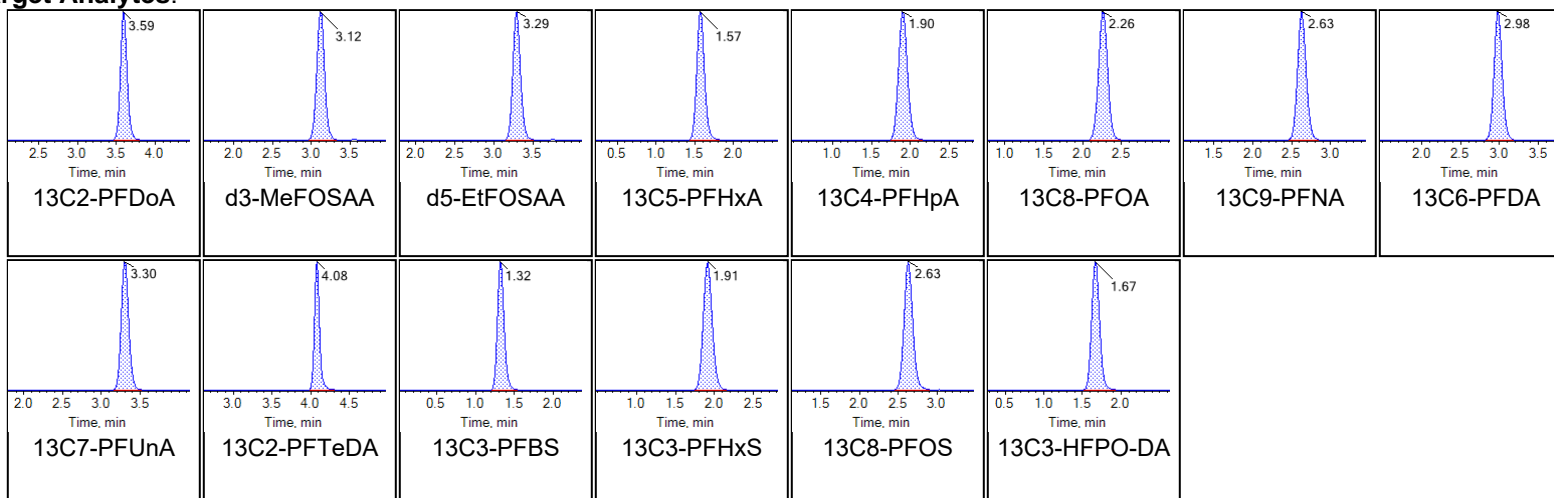 rget Analytes:
3.59 3.12 3.29 1.57 1.90 2.26 2.63 2.98
2.5 3.0 3.5 4.0 2.0 2.5 3.0 3.5 2.0 2.5 3.0 3.5 0.5 1.0 1.5 2.0 1.0 1.5 2.0 2.5 1.0 1.5 2.0 2.5 1.5 2.0 2.5 3.0 2.0 2.5 3.0 3.5
Time, min Time, min Time, min Time, min Time, min Time, min Time, min Time, min
13C2-PFDoA d3-MeFOSAA d5-EtFOSAA 13C5-PFHxA 13C4-PFHpA 13C8-PFOA 13C9-PFNA 13C6-PFDA
3.30 4.08 1.32 1.91 2.63 1.67
2.0 2.5 3.0 3.5 3.0 3.5 4.0 4.5 0.5 1.0 1.5 2.0 1.0 1.5 2.0 2.5 1.5 2.0 2.5 3.0 0.5 1.0 1.5 2.0
Time, min Time, min Time, min Time, min Time, min Time, min
13C7-PFUnA 13C2-PFTeDA 13C3-PFBS 13C3-PFHxS 13C8-PFOS 13C3-HFPO-DA